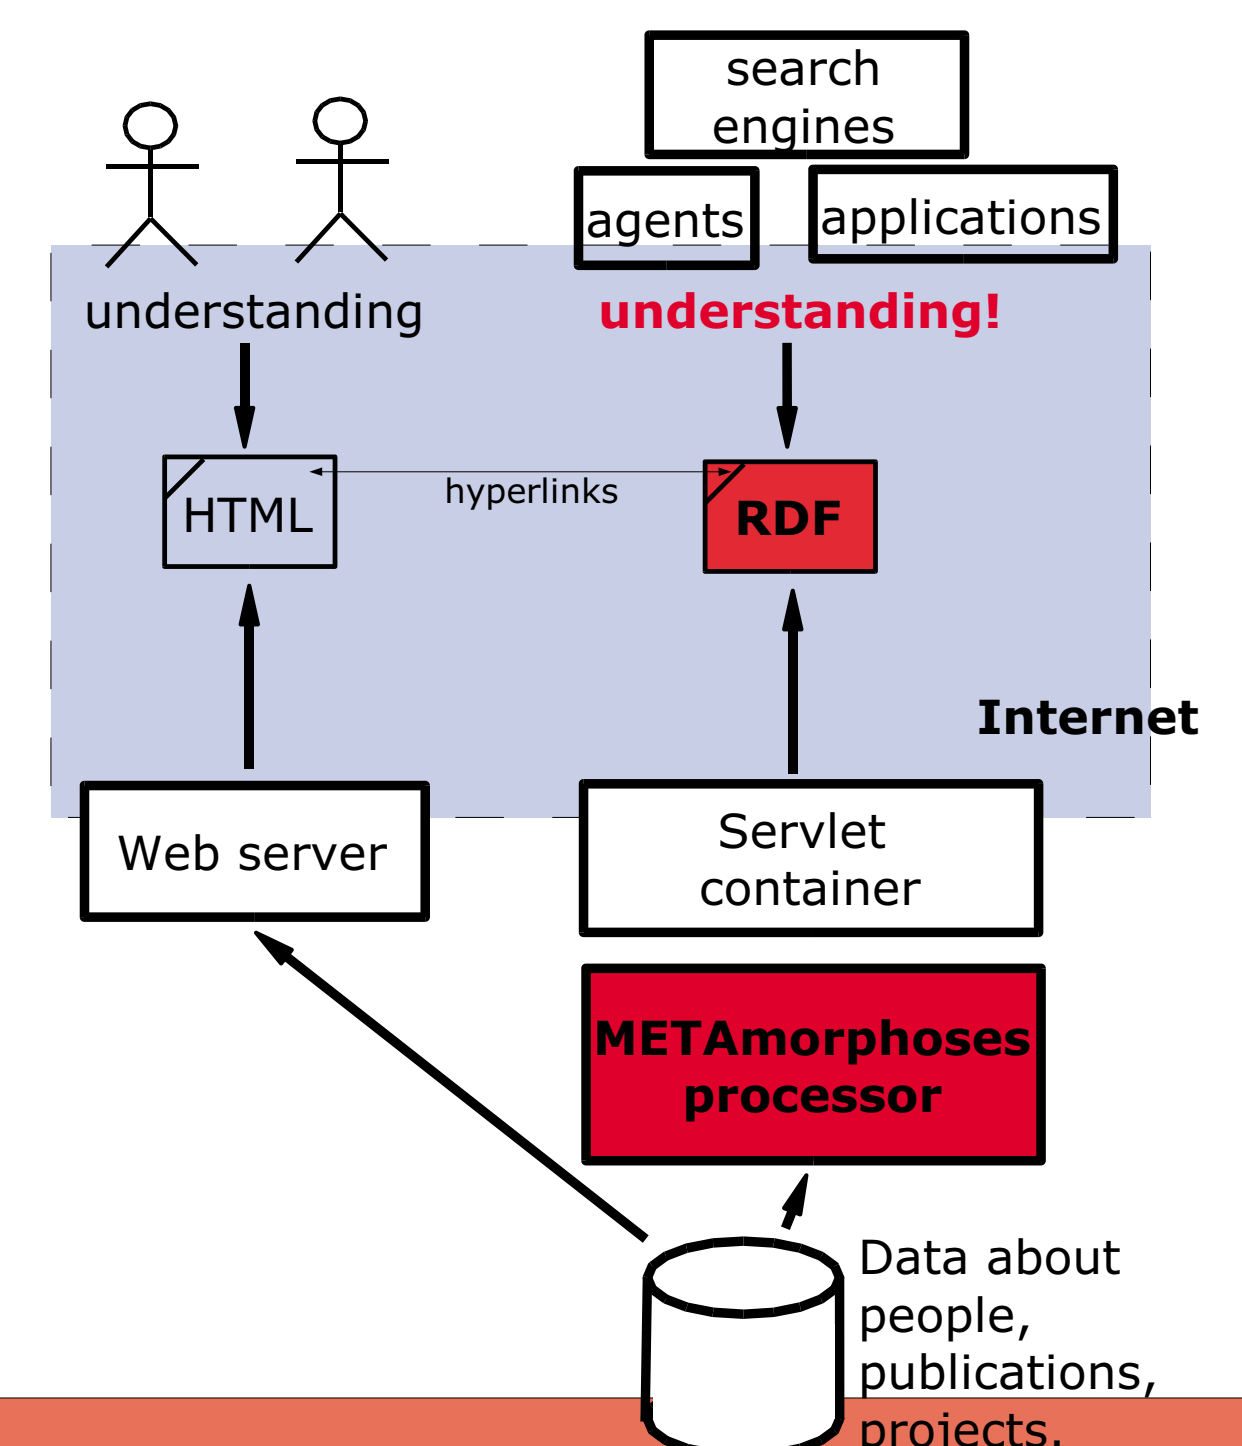 search
engines
agents
applications
understanding
understanding!
hyperlinks
HTML
RDF
Internet
Web server
Servlet
container
METAmorphoses
processor
Data about
people,
publications,
projects.